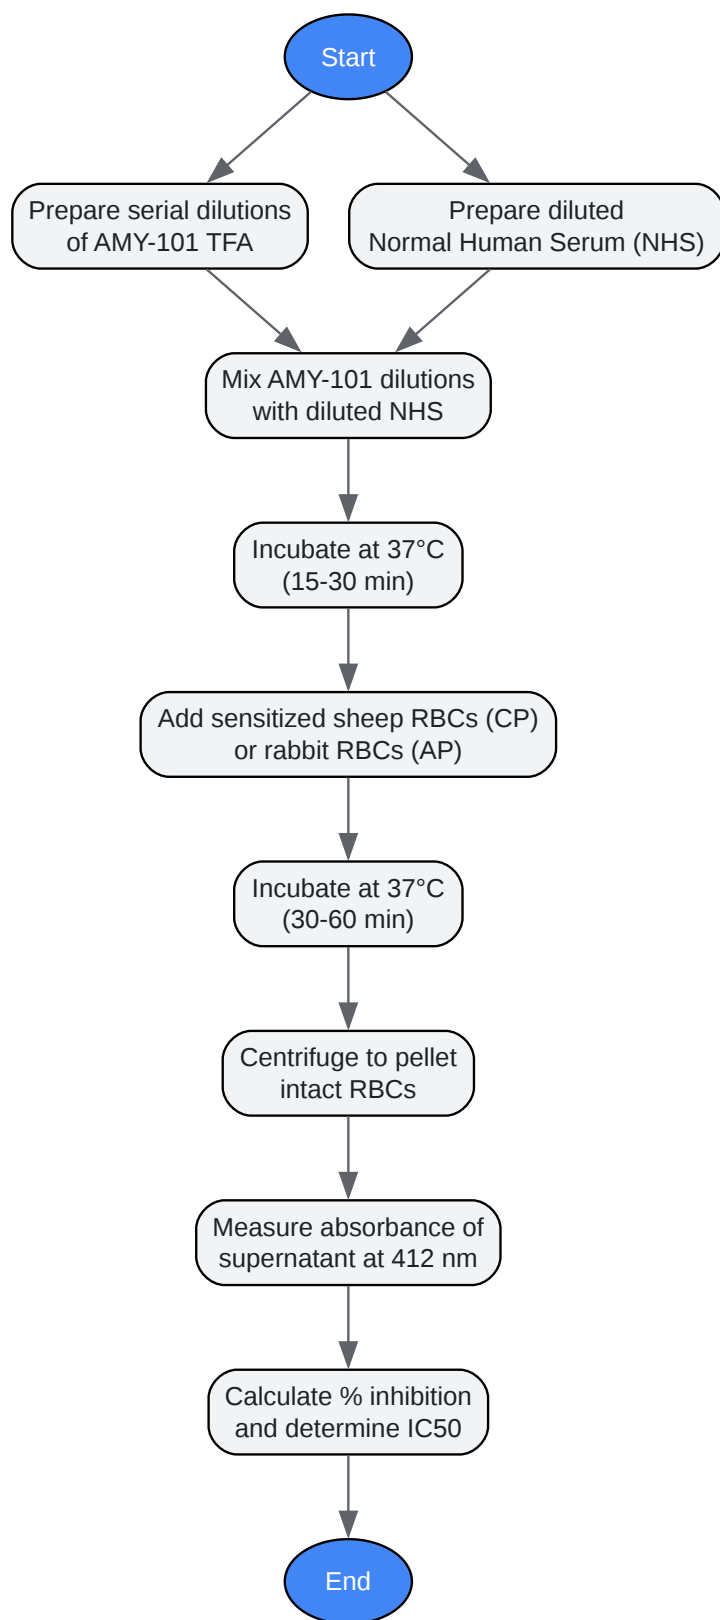 Start
Prepare serial dilutions
of AMY-101 TFA
Prepare diluted
Normal Human Serum (NHS)
Mix AMY-101 dilutions
with diluted NHS
Incubate at 37°C
(15-30 min)
Add sensitized sheep RBCs (CP)
or rabbit RBCs (AP)
Incubate at 37°C
(30-60 min)
Centrifuge to pellet
intact RBCs
Measure absorbance of
supernatant at 412 nm
Calculate % inhibition
and determine IC50
End